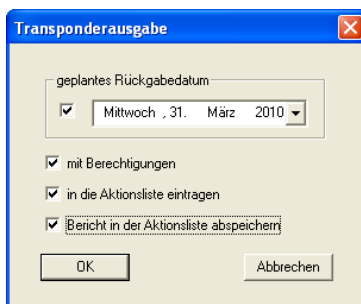 Transponderausgabe
geplantes Rückgabedatum
Mittwoch , 31. März 2010
mit Berechtigungen
in die Aktionsliste eintragen
Bericht in der Aktionsliste abspeichern
OK Abbrechen